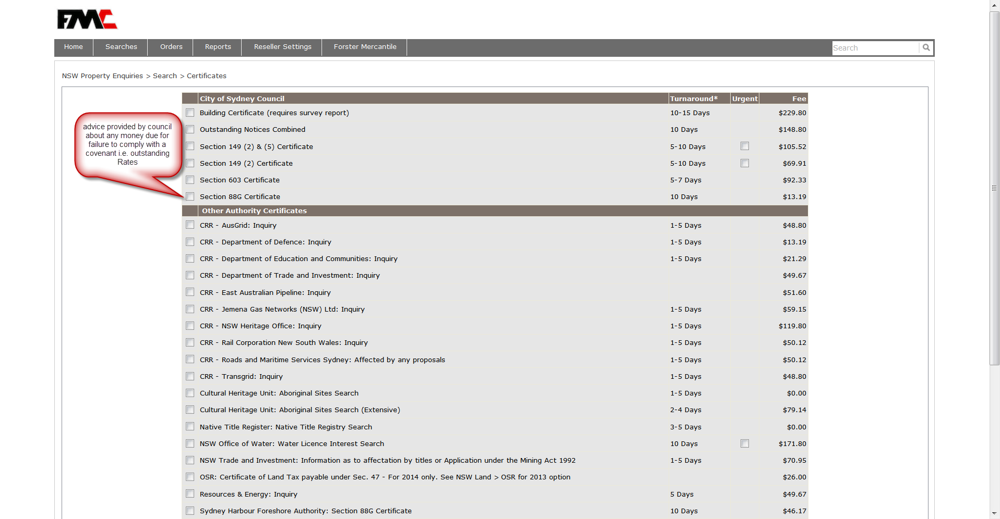 FMC
Home Searches Orders Reports Reseller Settings Forster Mercantile Search
NSW Property Enquiries > Search > Certificates
City of Sydney Council Turnaround* Urgent Fee
Building Certificate (requires survey report) 10-15 Days $229.80
Outstanding Notices Combined 10 Days $148.80
Section 149 (2) & (5) Certificate 5-10 Days $105.52
Section 149 (2) Certificate 5-10 Days $69.91
Section 603 Certificate 5-7 Days $92.33
Section 88G Certificate 10 Days $13.19
advice provided by council
about any money due for
failure to comply with a
covenant i.e. outstanding
Rates
Other Authority Certificates
CRR - AusGrid: Inquiry 1-5 Days $48.80
CRR - Department of Defence: Inquiry 1-5 Days $13.19
CRR - Department of Education and Communities: Inquiry 1-5 Days $21.29
CRR - Department of Trade and Investment: Inquiry $49.67
CRR - East Australian Pipeline: Inquiry $51.60
CRR - Jemena Gas Networks (NSW) Ltd: Inquiry 1-5 Days $59.15
CRR - NSW Heritage Office: Inquiry 1-5 Days $119.80
CRR - Rail Corporation New South Wales: Inquiry 1-5 Days $50.12
CRR - Roads and Maritime Services Sydney: Affected by any proposals 1-5 Days $50.12
CRR - Transgrid: Inquiry 1-5 Days $48.80
Cultural Heritage Unit: Aboriginal Sites Search 1-5 Days $0.00
Cultural Heritage Unit: Aboriginal Sites Search (Extensive) 2-4 Days $79.14
Native Title Register: Native Title Registry Search 3-5 Days $0.00
NSW Office of Water: Water Licence Interest Search 10 Days $171.80
NSW Trade and Investment: Information as to affectation by titles or Application under the Mining Act 1992 1-5 Days $70.95
OSR: Certificate of Land Tax payable under Sec. 47 - For 2014 only. See NSW Land > OSR for 2013 option $26.00
Resources & Energy: Inquiry 5 Days $49.67
Sydney Harbour Foreshore Authority: Section 88G Certificate 10 Days $46.17